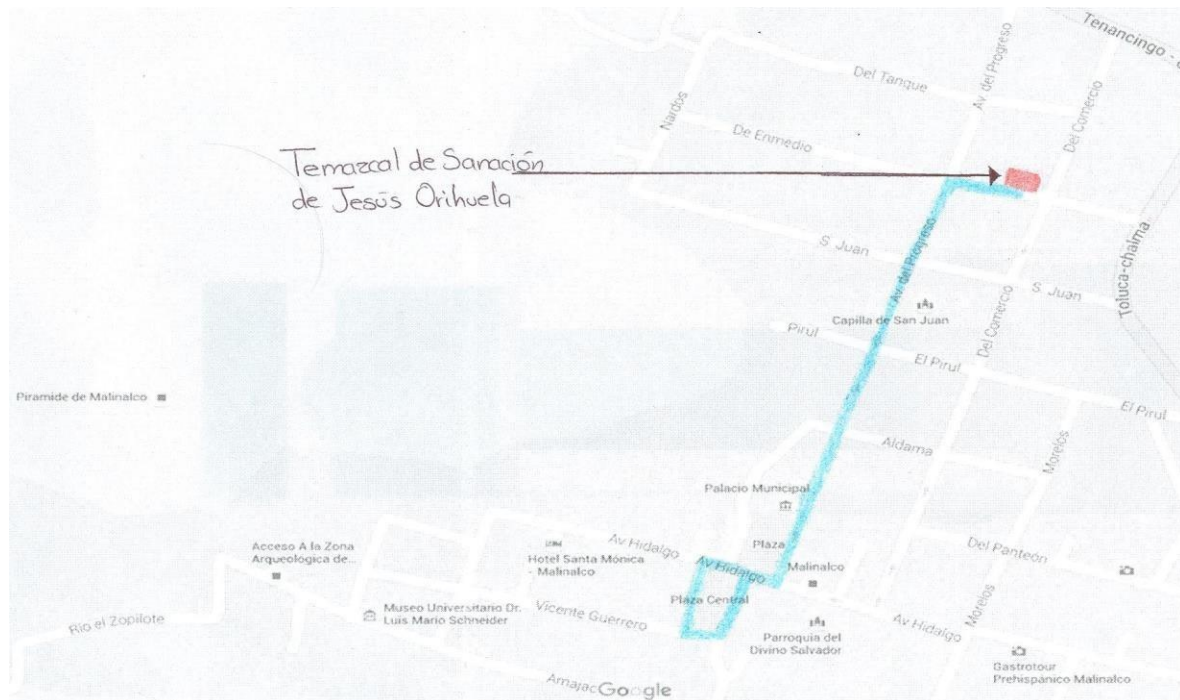 Tenancingo -
Av. del Progreso
Del Tanque
Del Comercio
Nardos
De Enmedio
Temazcal de Sanación
de Jesús Orihuela
Av. del Progreso
S. Juan
Toluca-chalma
S. Juan
Capilla de San Juan
Del Comercio
Pirul
El Pirul
Piramide de Malinalco
El Pirul
Aldama
Morelos
Palacio Municipal
Av Hidalgo
Plaza
Del Panteón
Acceso A la Zona
Arqueológica de...
Hotel Santa Mónica
- Malinalco
Av Hidalgo
Malinalco
Plaza Central
Morelos
Museo Universitario Dr.
Luis Mario Schneider
Vicente Guerrero
Rio el Zopilote
Av Hidalgo
Parroquia del
Divino Salvador
Gastrotour
Prehispánico Malinalco
Google